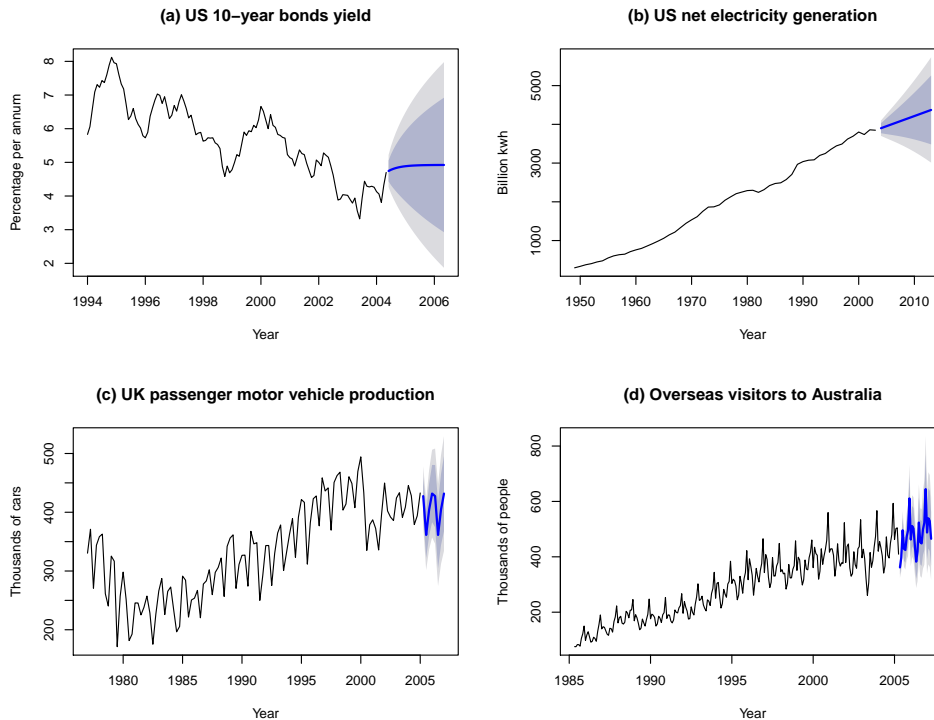 (a) US 10−year bonds yield
Percentage per annum
8
7
6
5
4
3
2
1994 1996 1998 2000 2002 2004 2006
Year
(b) US net electricity generation
Billion kwh
5000
3000
1000
1950 1960 1970 1980 1990 2000 2010
Year
(c) UK passenger motor vehicle production
Thousands of cars
500
400
300
200
1980 1985 1990 1995 2000 2005
Year
(d) Overseas visitors to Australia
Thousands of people
800
600
400
200
1985 1990 1995 2000 2005
Year